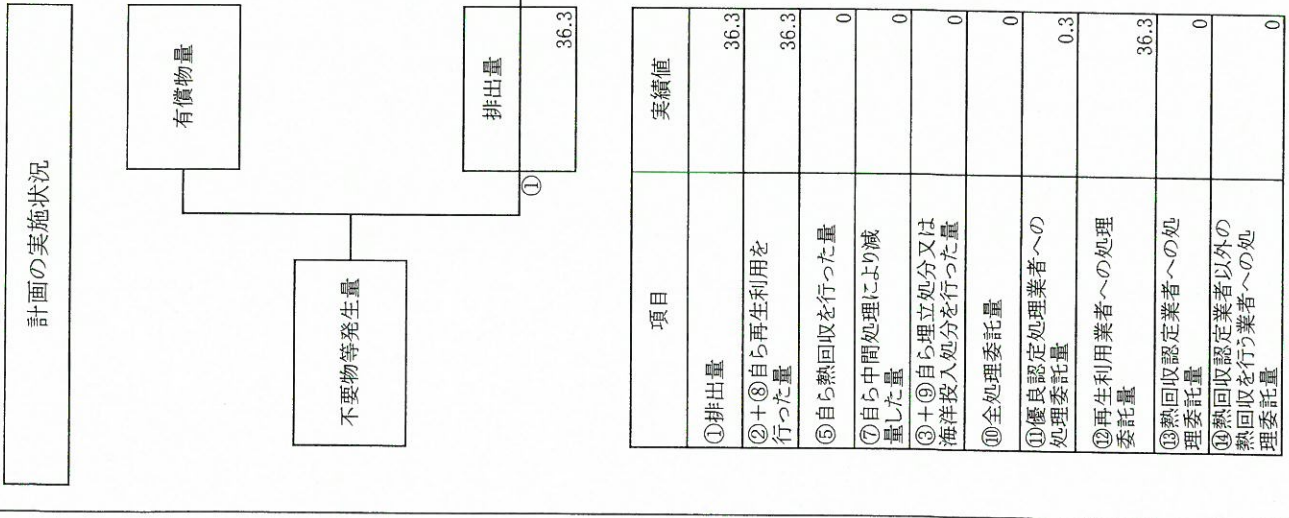 計画の実施状況
有償物量
不要物等発生量
排出量
①
36.3
項目
実績値
①排出量
36.3
②+⑧自ら再生利用を
行った量
36.3
⑤自ら熱回収を行った量
0
⑦自ら中間処理により減
量した量
0
③+⑨自ら埋立処分又は
海洋投入処分を行った量
0
⑩全処理委託量
0
⑪優良認定処理業者への
処理委託量
0.3
⑫再生利用業者への処理
委託量
36.3
⑬熱回収認定業者への処
理委託量
0
⑭熱回収認定業者以外の
熱回収を行う業者への処
理委託量
0